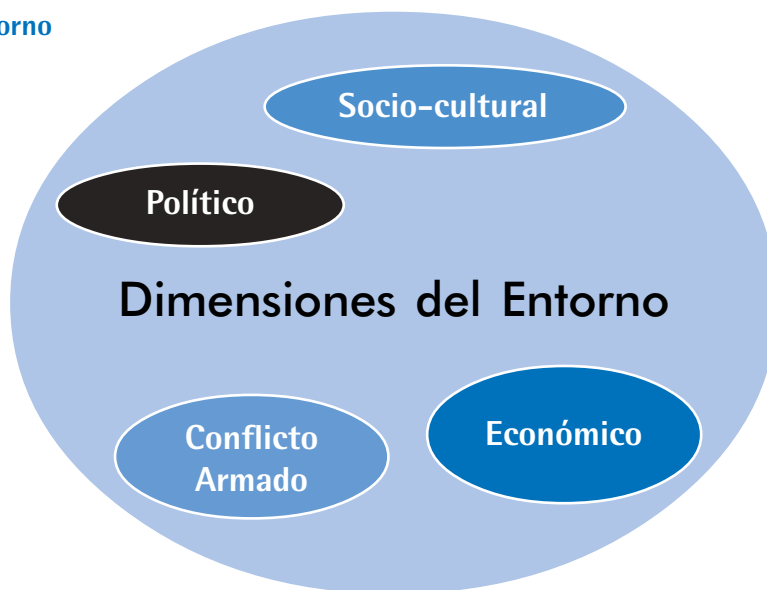 orno
Socio-cultural
Político
Dimensiones del Entorno
Económico
Conflicto
Armado